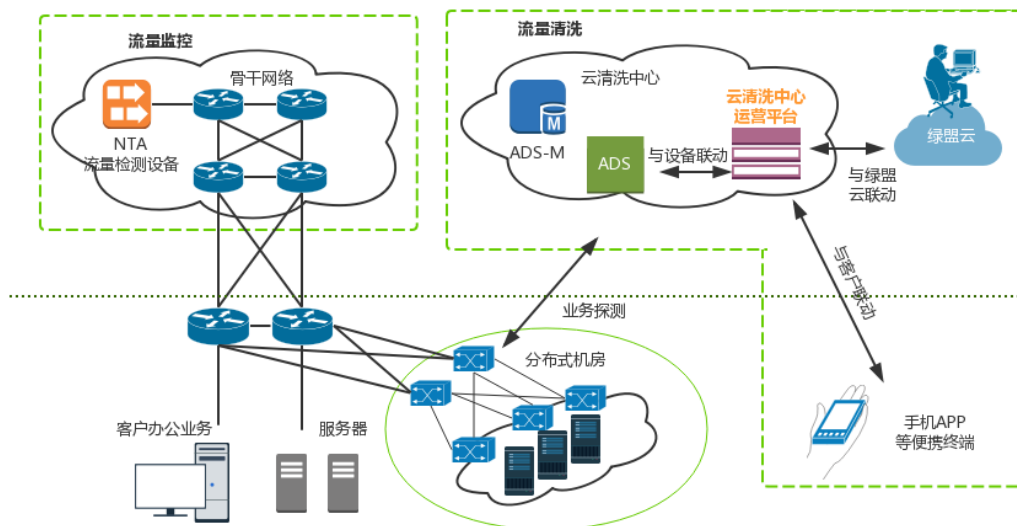 流量监控
骨干网络
NTA
流量检测设备
流量清洗
云清洗中心
M
ADS-M
ADS
与设备联动
云清洗中心
运营平台
绿盟云
与绿盟
云联动
与客户联动
业务探测
分布式机房
客户办公业务
服务器
手机APP
等便携终端